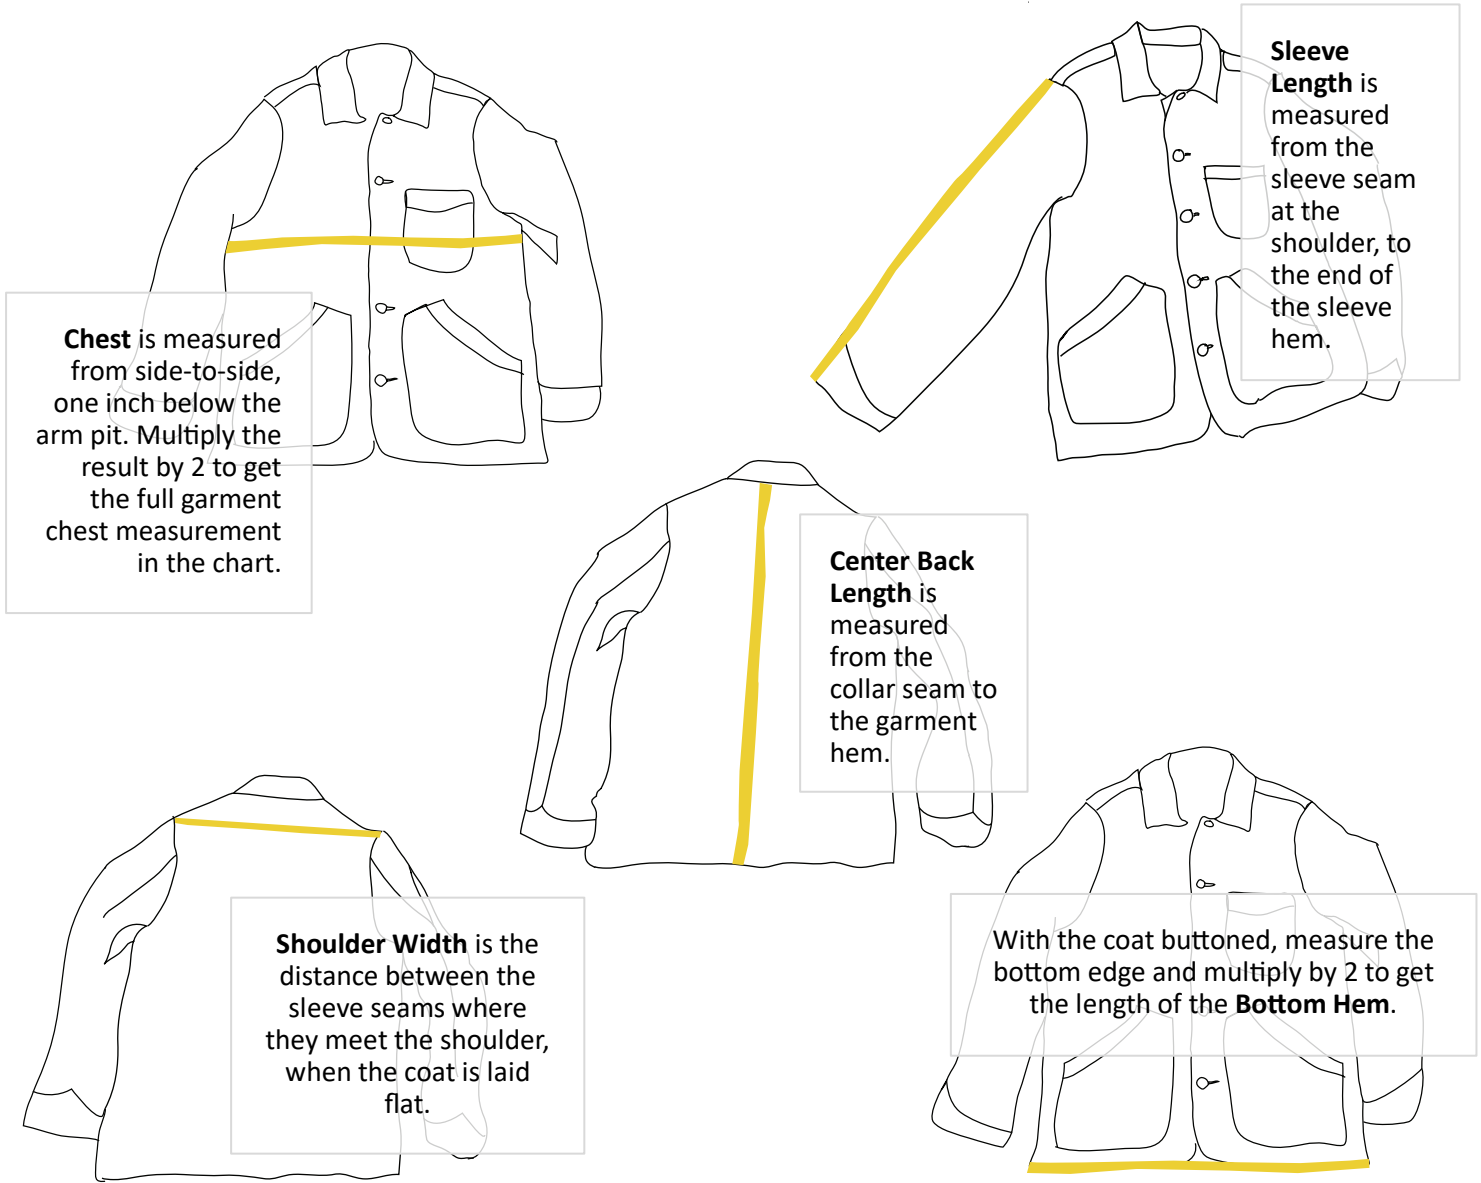 Chest is measured
from side-to-side,
one inch below the
arm pit. Multiply the
result by 2 to get
the full garment
chest measurement
in the chart.
Sleeve
Length is
measured
from the
sleeve seam
at the
shoulder, to
the end of
the sleeve
hem.
Center Back
Length is
measured
from the
collar seam to
the garment
hem.
Shoulder Width is the
distance between the
sleeve seams where
they meet the shoulder,
when the coat is laid
flat.
With the coat buttoned, measure the
bottom edge and multiply by 2 to get
the length of the Bottom Hem.